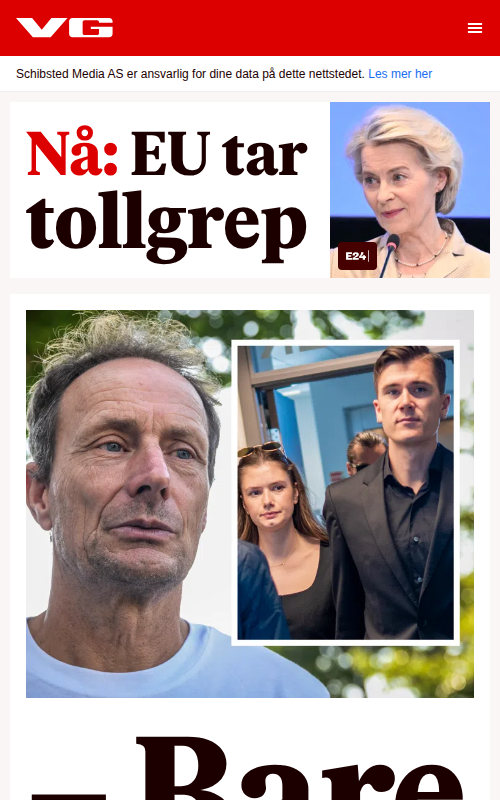 VG
Schibsted Media AS er ansvarlig for dine data på dette nettstedet. Les mer her
Nå: EU tar
tollgrep
E24
– Bare